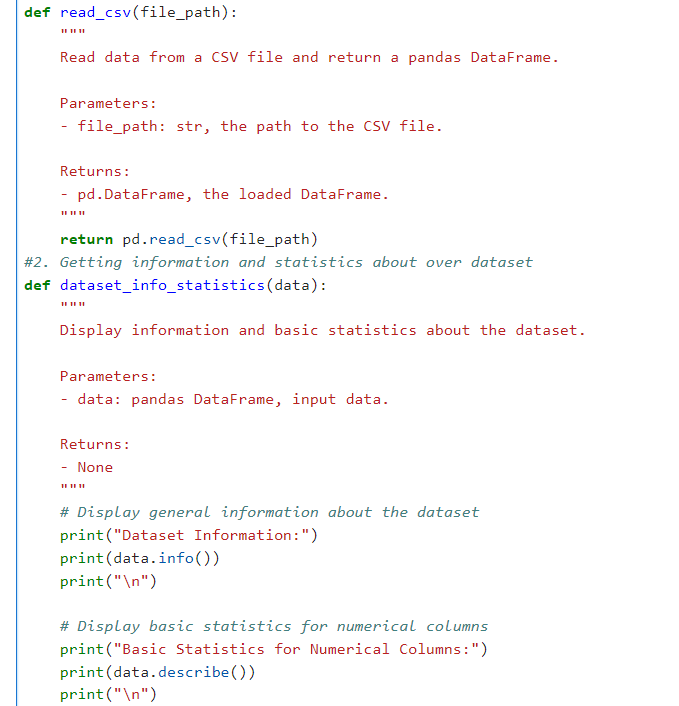 def read_csv(file_path):
    """
    Read data from a CSV file and return a pandas DataFrame.

    Parameters:
    - file_path: str, the path to the CSV file.

    Returns:
    - pd.DataFrame, the loaded DataFrame.
    """
    return pd.read_csv(file_path)
#2. Getting information and statistics about over dataset
def dataset_info_statistics(data):
    """
    Display information and basic statistics about the dataset.

    Parameters:
    - data: pandas DataFrame, input data.

    Returns:
    - None
    """
    # Display general information about the dataset
    print("Dataset Information:")
    print(data.info())
    print("\n")

    # Display basic statistics for numerical columns
    print("Basic Statistics for Numerical Columns:")
    print(data.describe())
    print("\n")